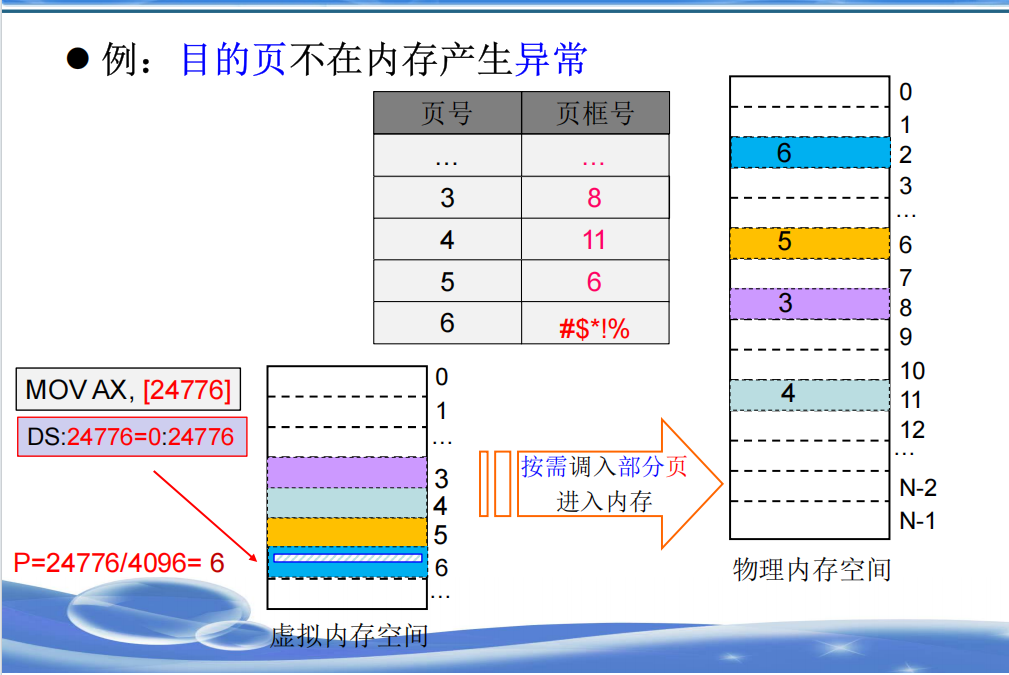 ● 例：目的页不在内存产生异常
页号 页框号
… …
3 8
4 11
5 6
6 #$*!%
MOV AX, [24776]
DS:24776=0:24776
P=24776/4096= 6
0
1
…
3
4
5
6
…
虚拟内存空间
按需调入部分页
进入内存
0
1
6 2
3
…
5 6
7
3 8
9
10
4 11
12
…
N-2
N-1
物理内存空间